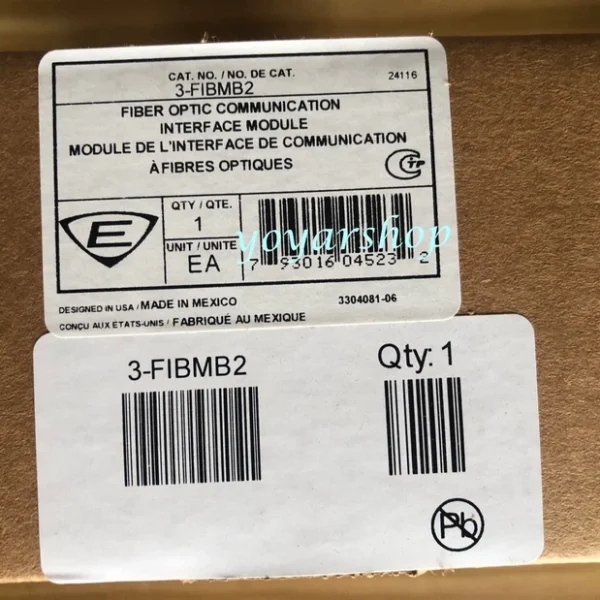 CAT. NO. / NO. DE CAT. 24116
3-FIBMB2
FIBER OPTIC COMMUNICATION
INTERFACE MODULE
MODULE DE L'INTERFACE DE COMMUNICATION
À FIBRES OPTIQUES
CTP
E
QTY / QTE.
1
UNIT / UNITE
EA
yoyarshop
7 93016 04523 2
DESIGNED IN USA / MADE IN MEXICO 3304081-06
CONÇU AUX ÉTATS-UNIS / FABRIQUÉ AU MEXIQUE
3-FIBMB2 Qty: 1
Pb